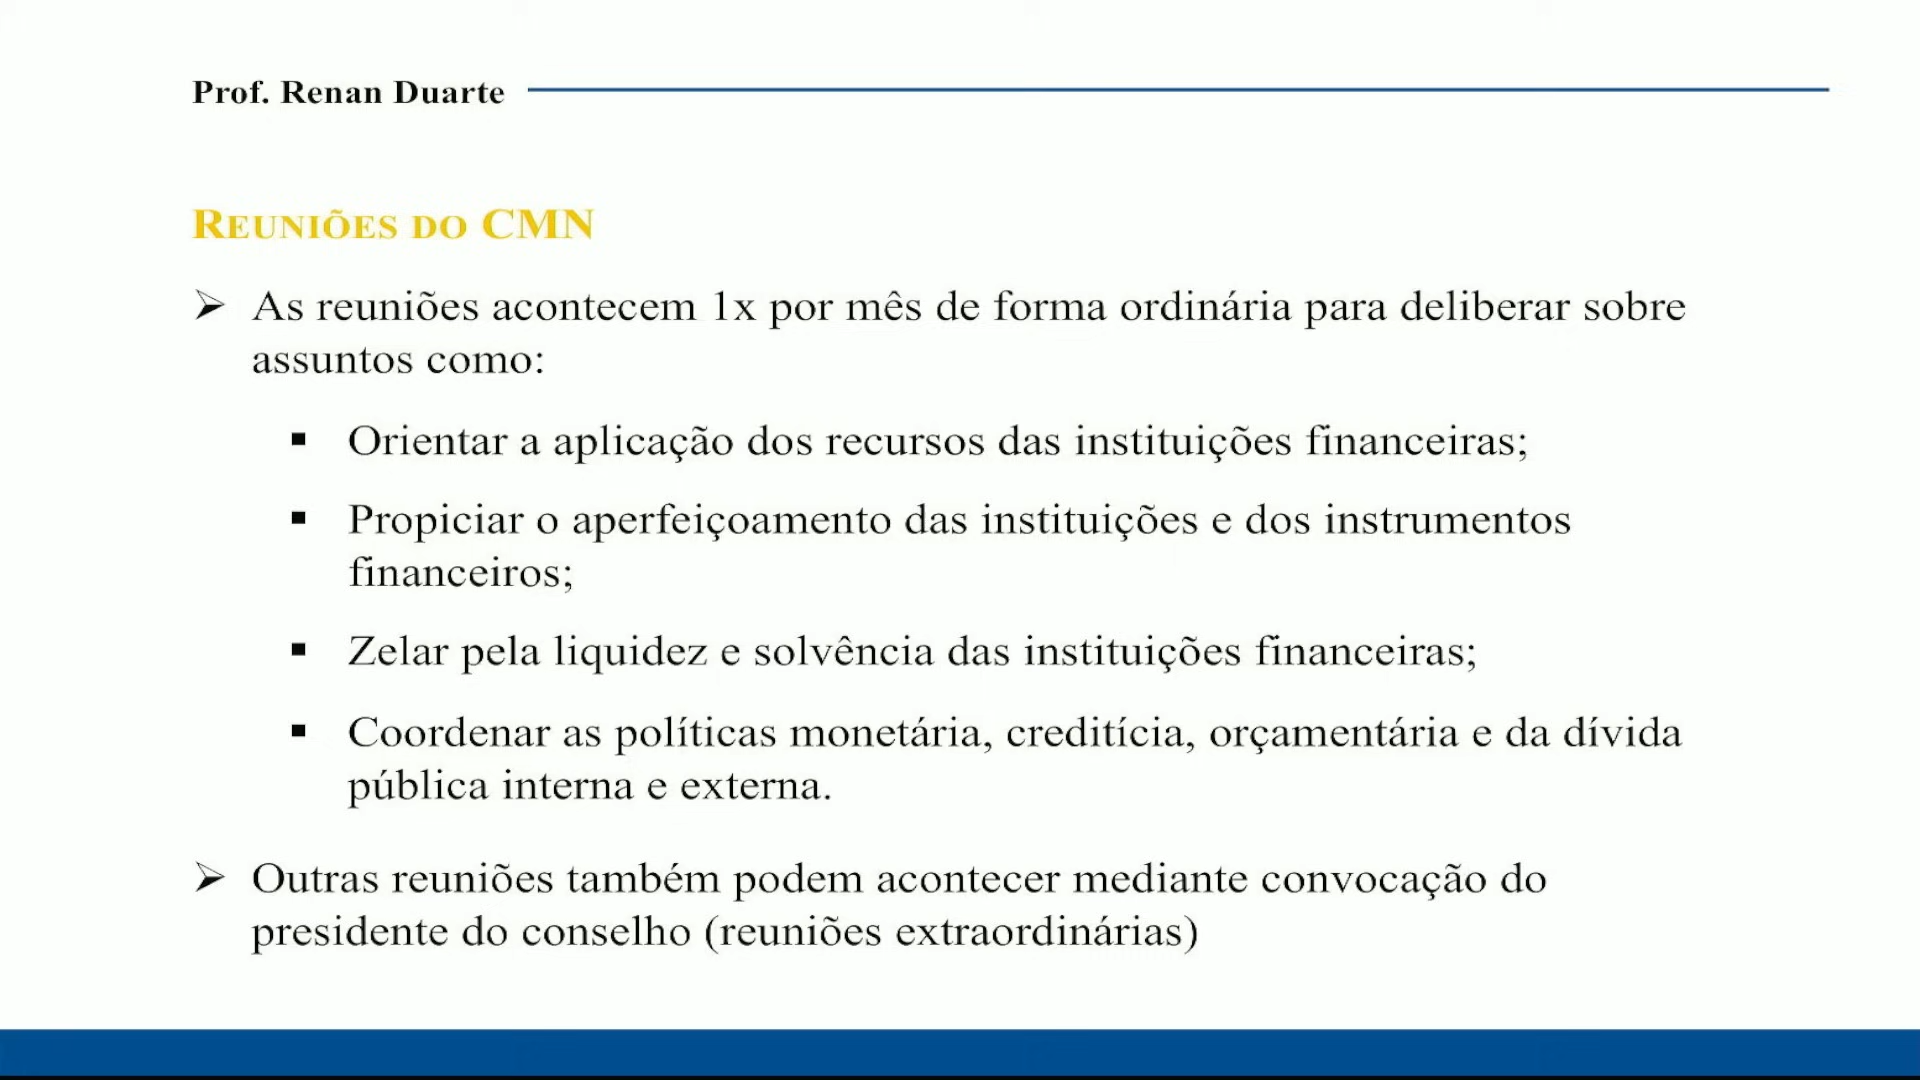 Prof. Renan Duarte
REUNIÕES DO CMN
➢ As reuniões acontecem 1x por mês de forma ordinária para deliberar sobre
assuntos como:
▪ Orientar a aplicação dos recursos das instituições financeiras;
▪ Propiciar o aperfeiçoamento das instituições e dos instrumentos
financeiros;
▪ Zelar pela liquidez e solvência das instituições financeiras;
▪ Coordenar as políticas monetária, creditícia, orçamentária e da dívida
pública interna e externa.
➢ Outras reuniões também podem acontecer mediante convocação do
presidente do conselho (reuniões extraordinárias)